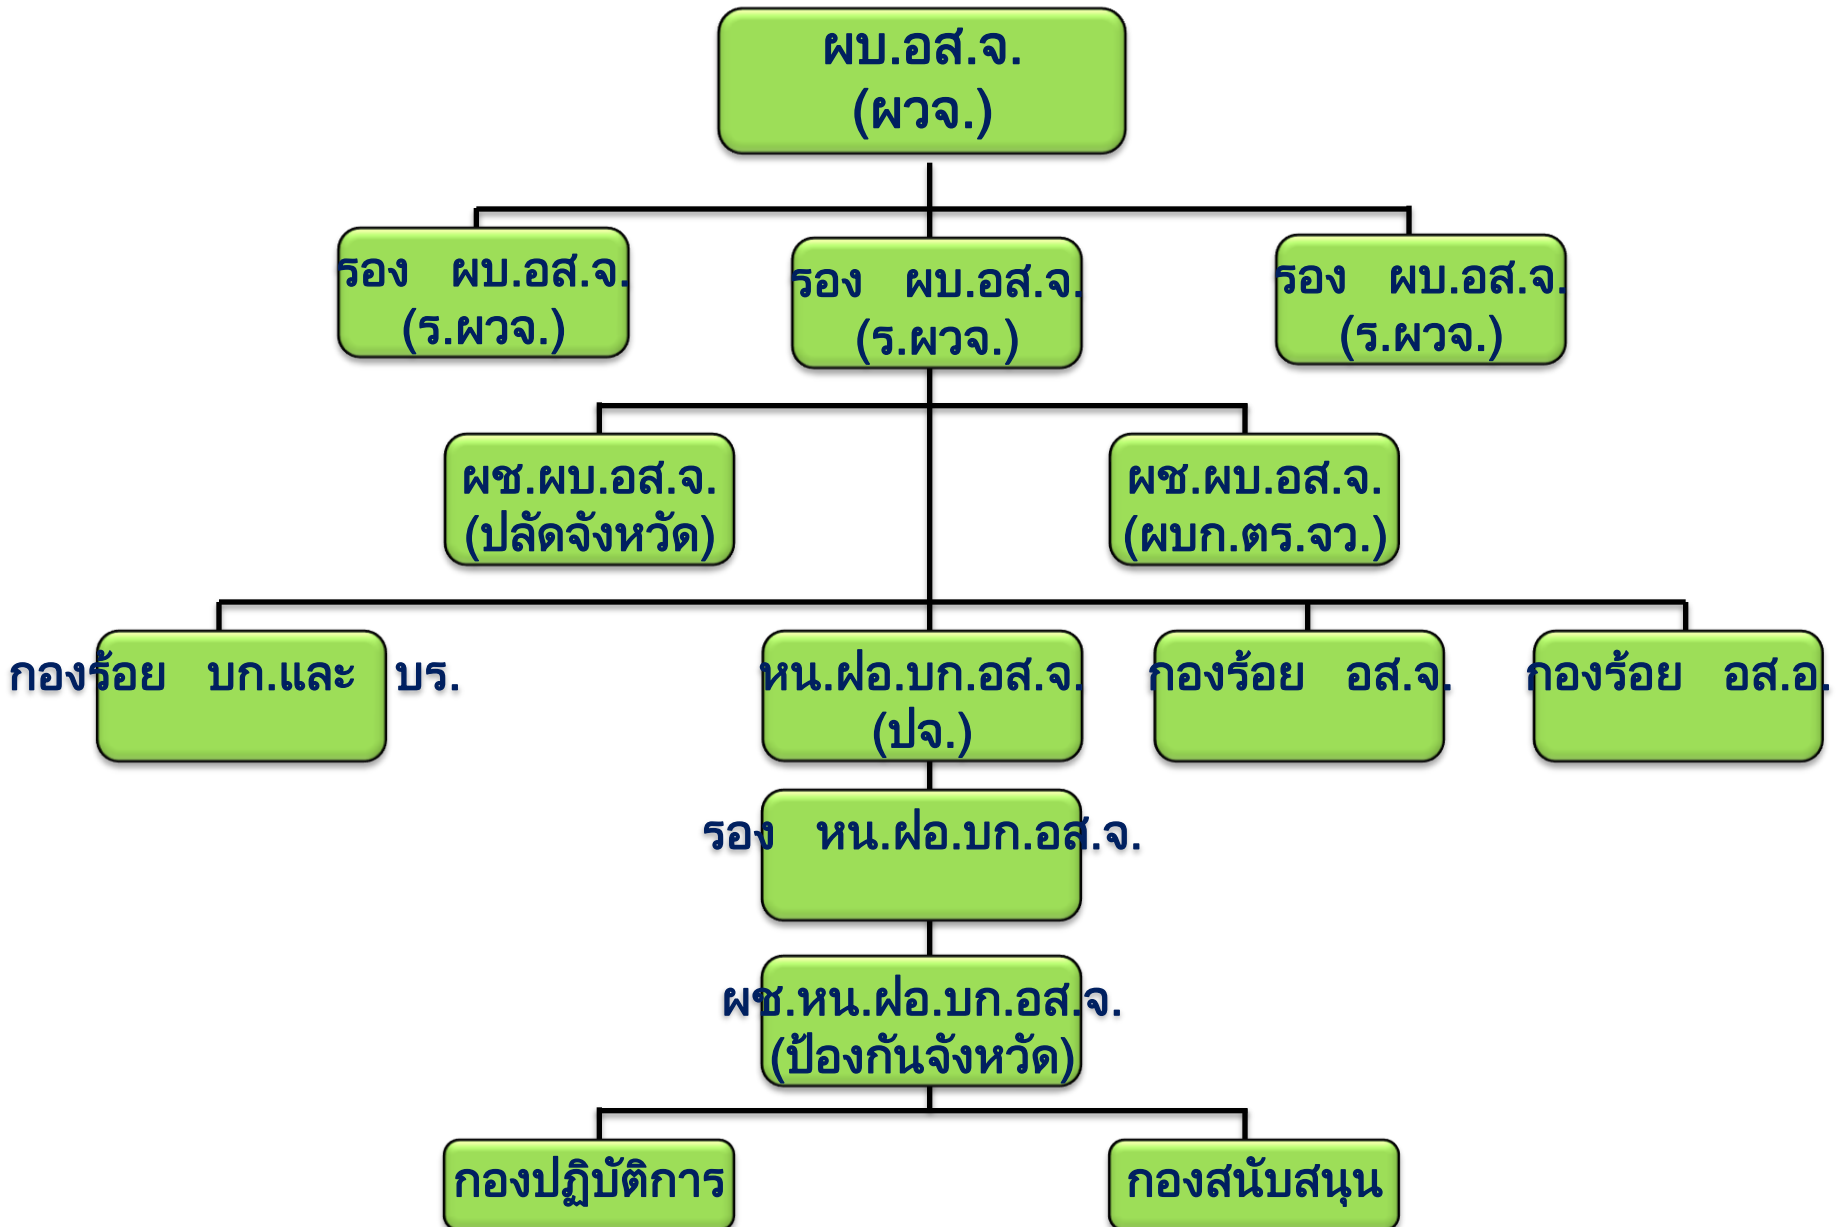 ผบ.อส.จ.
(ผวจ.)
รอง ผบ.อส.จ.
(ร.ผวจ.)
รอง ผบ.อส.จ.
(ร.ผวจ.)
รอง ผบ.อส.จ.
(ร.ผวจ.)
ผช.ผบ.อส.จ.
(ปลัดจังหวัด)
ผช.ผบ.อส.จ.
(ผบก.ตร.จว.)
กองร้อย บก.และ บร.
หน.ฝอ.บก.อส.จ.
(ปจ.)
กองร้อย อส.จ.
กองร้อย อส.อ.
รอง หน.ฝอ.บก.อส.จ.
ผช.หน.ฝอ.บก.อส.จ.
(ป้องกันจังหวัด)
กองปฏิบัติการ
กองสนับสนุน